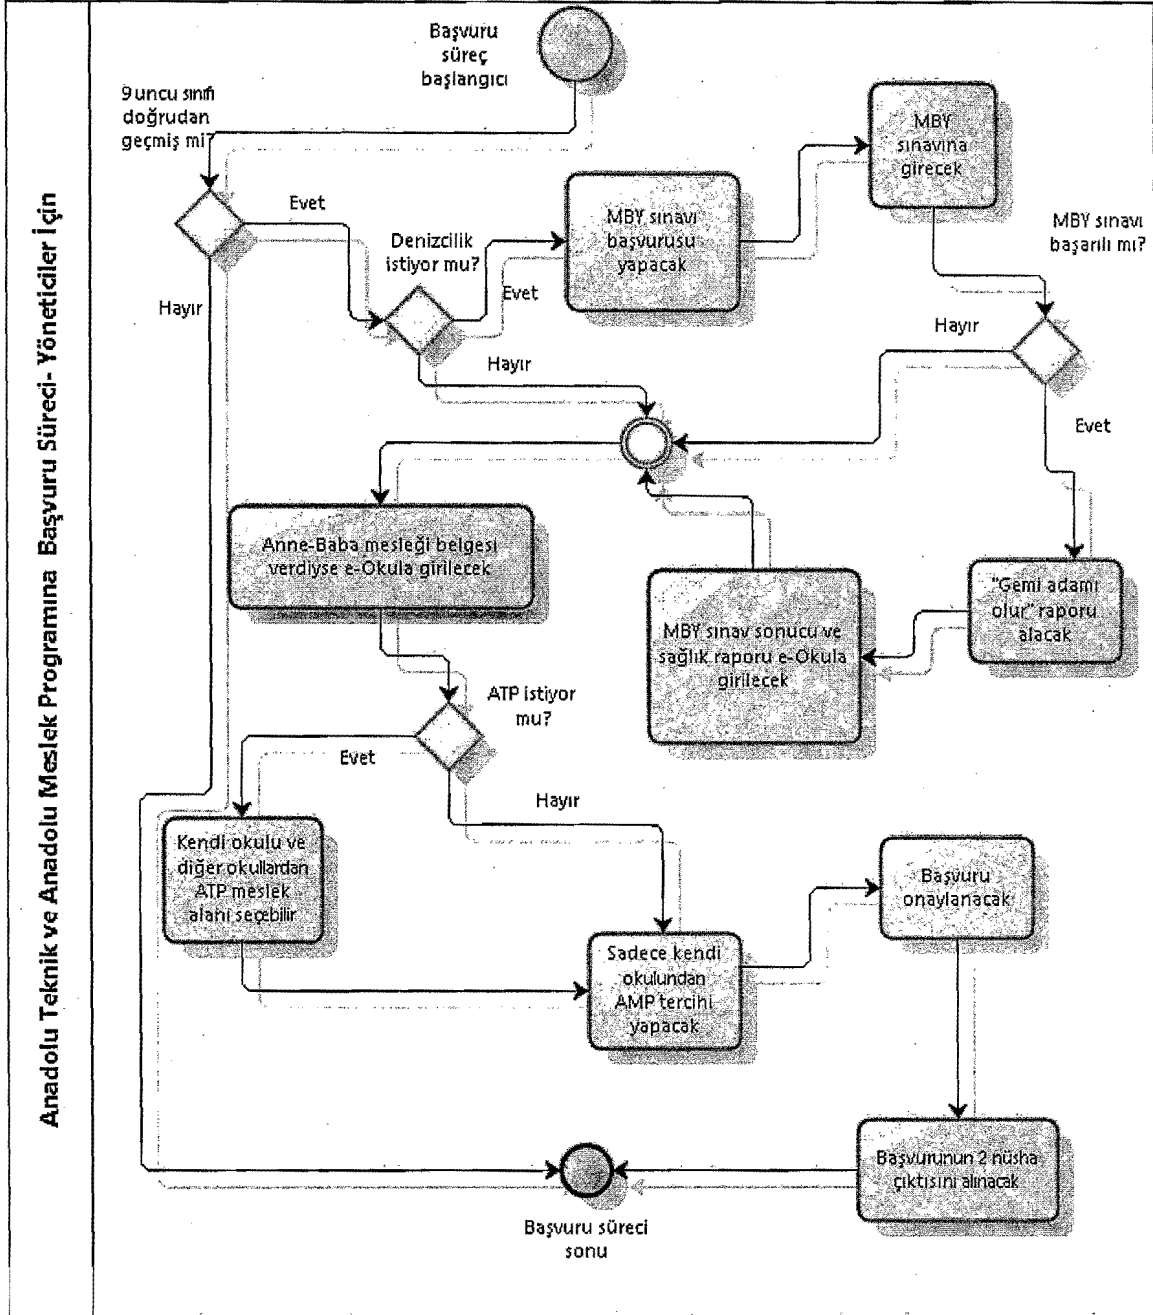 Anadolu Teknik ve Anadolu Meslek Programına Başvuru Süreci- Yöneticiler İçin
Başvuru
süreç
başlangıcı
9 uncu sınıfı
doğrudan
geçmiş mi?
Evet
Hayır
Denizcilik
istiyor mu?
Evet
Hayır
MBY sınavı
başvurusu
yapacak
MBY
sınavına
girecek
MBY sınavı
başarılı mı?
Hayır
Evet
"Gemi adamı
olur" raporu
alacak
MBY sınav sonucu ve
sağlık raporu e-Okula
girilecek
Anne-Baba mesleği belgesi
verdiyse e-Okula girilecek
ATP istiyor
mu?
Evet
Hayır
Kendi okulu ve
diğer okullardan
ATP meslek
alanı seçebilir
Sadece kendi
okulundan
AMP tercihi
yapacak
Başvuru
onaylanacak
Başvurunun 2 nüsha
çıktısını alınacak
Başvuru süreci
sonu